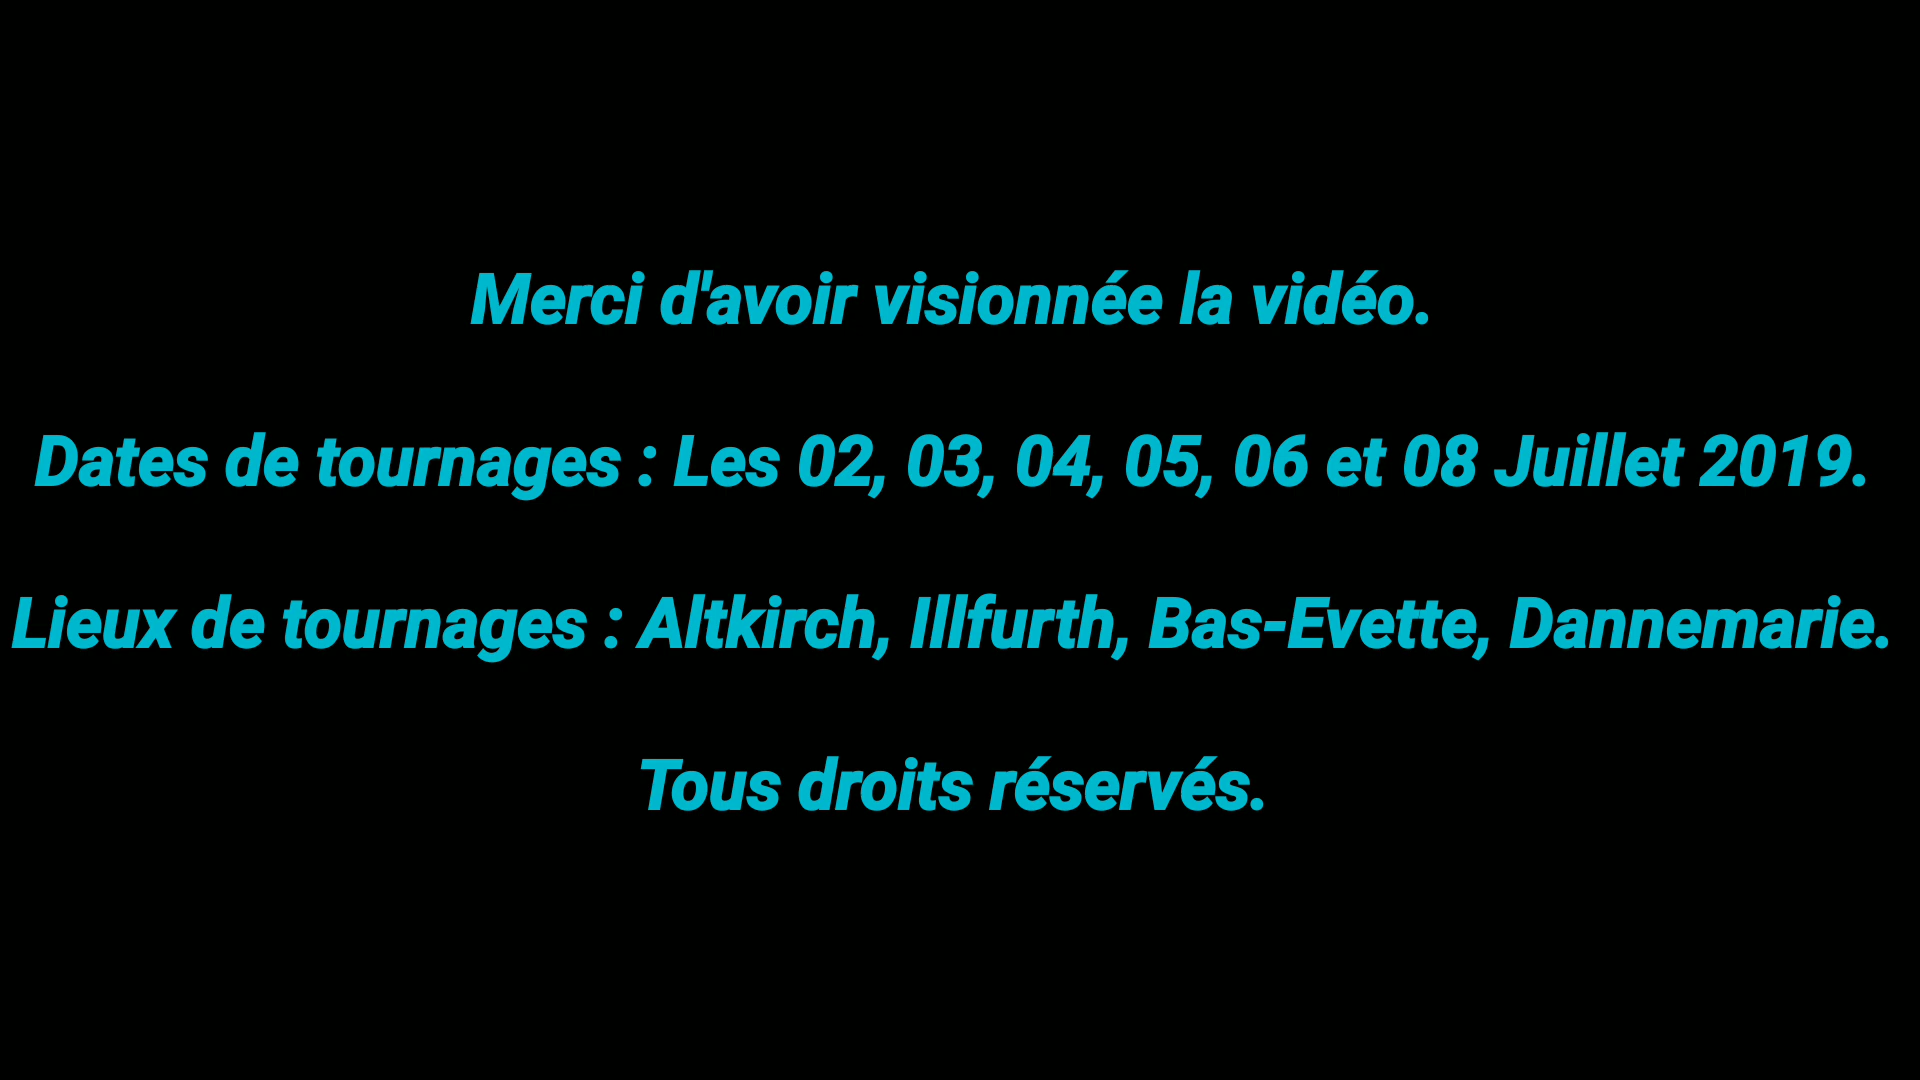 Merci d'avoir visionnée la vidéo.
Dates de tournages : Les 02, 03, 04, 05, 06 et 08 Juillet 2019.
Lieux de tournages : Altkirch, Illfurth, Bas-Evette, Dannemarie.
Tous droits réservés.